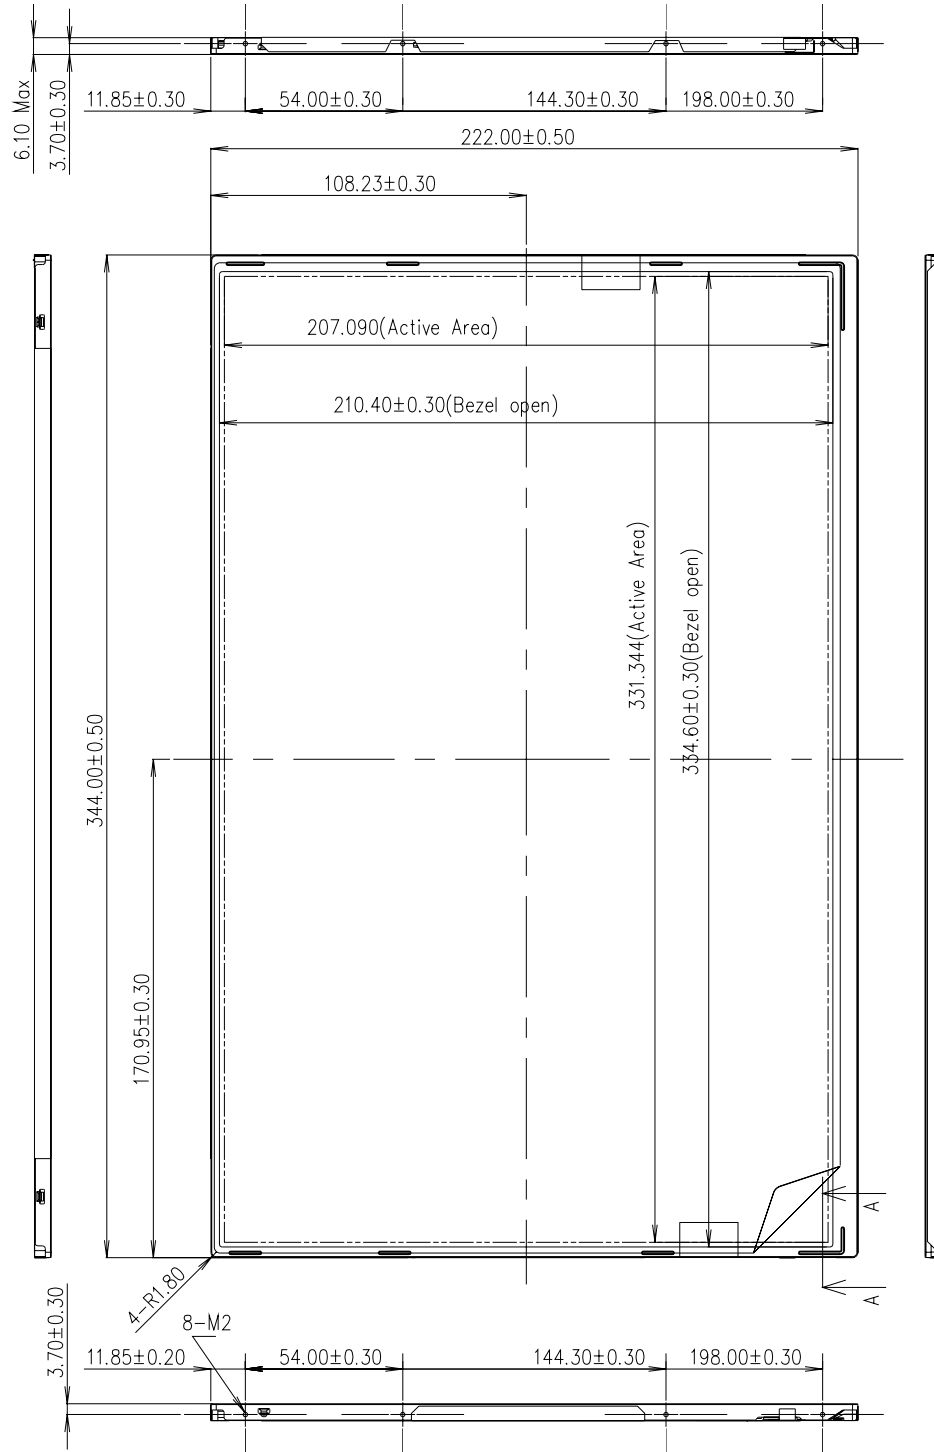 6.10 Max
3.70±0.30
11.85±0.30
54.00±0.30
144.30±0.30
198.00±0.30
222.00±0.50
108.23±0.30
207.090(Active Area)
210.40±0.30(Bezel open)
331.344(Active Area)
334.60±0.30(Bezel open)
344.00±0.50
170.95±0.30
A
A
4-R1.80
8-M2
3.70±0.30
11.85±0.20
54.00±0.30
144.30±0.30
198.00±0.30